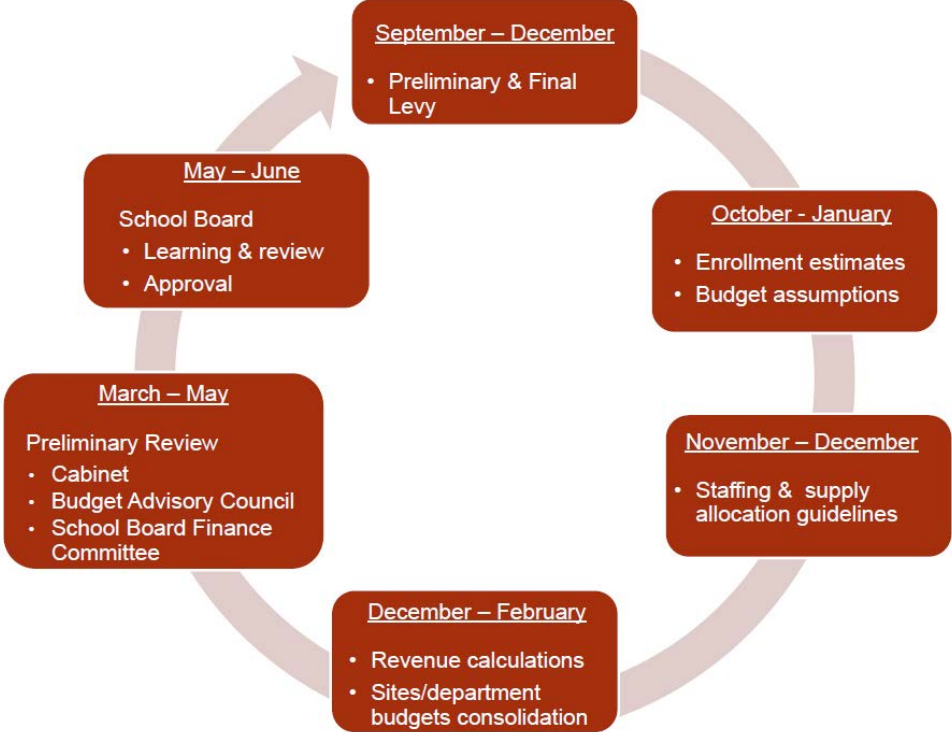 September – December
• Preliminary & Final
Levy
October - January
• Enrollment estimates
• Budget assumptions
November – December
• Staffing & supply
allocation guidelines
December – February
• Revenue calculations
• Sites/department
budgets consolidation
March – May
Preliminary Review
• Cabinet
• Budget Advisory Council
• School Board Finance
Committee
May – June
School Board
• Learning & review
• Approval